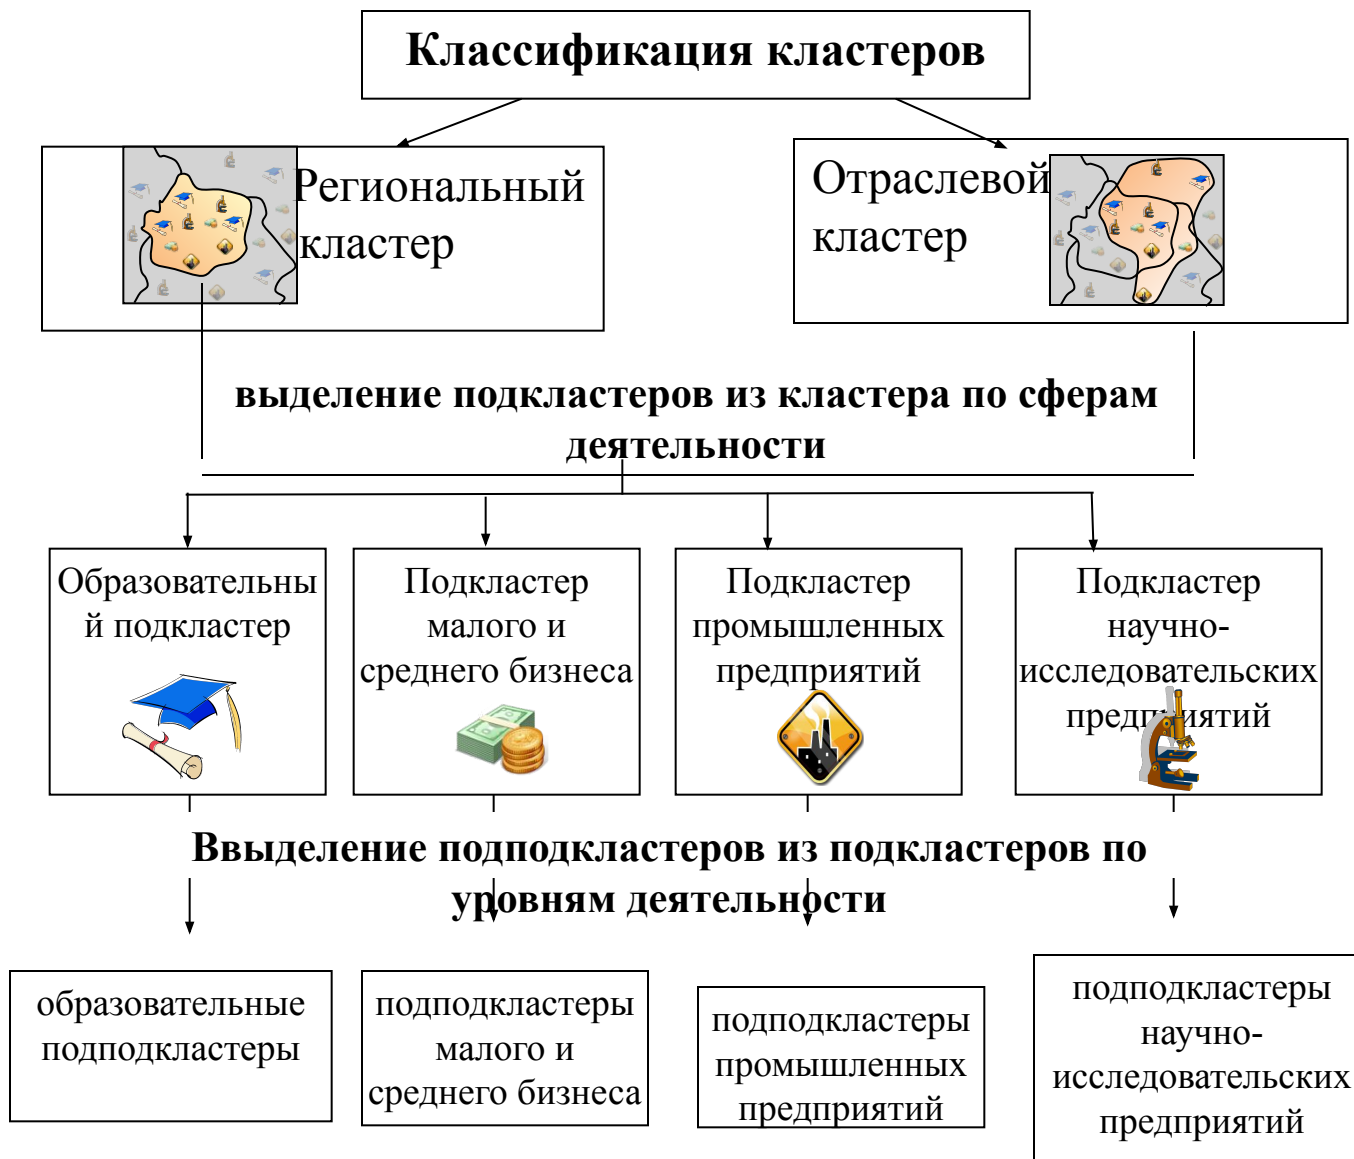 Классификация кластеров
Региональный
кластер
Отраслевой
кластер
выделение подкластеров из кластера по сферам
деятельности
Образовательны
й подкластер
Подкластер
малого и
среднего бизнеса
Подкластер
промышленных
предприятий
Подкластер
научно-
исследовательских
предприятий
Ввыделение подподкластеров из подкластеров по
уровням деятельности
образовательные
подподкластеры
подподкластеры
малого и
среднего бизнеса
подподкластеры
промышленных
предприятий
подподкластеры
научно-
исследовательских
предприятий